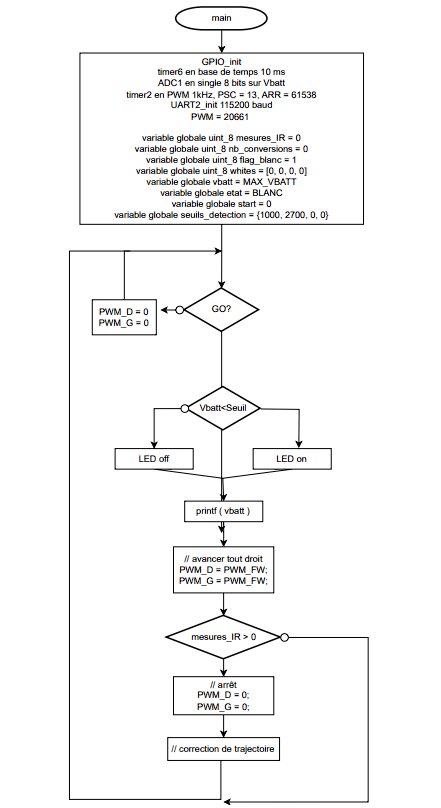 main
GPIO_init
timer6 en base de temps 10 ms
ADC1 en single 8 bits sur Vbatt
timer2 en PWM 1kHz, PSC = 13, ARR = 61538
UART2_init 115200 baud
PWM = 20661
variable globale uint_8 mesures_IR = 0
variable globale uint_8 nb_conversions = 0
variable globale uint_8 flag_blanc = 1
variable globale uint_8 whites = [0, 0, 0, 0]
variable globale vbatt = MAX_VBATT
variable globale etat = BLANC
variable globale start = 0
variable globale seuils_detection = {1000, 2700, 0, 0}
GO?
PWM_D = 0
PWM_G = 0
Vbatt<Seuil
LED off
LED on
printf ( vbatt )
// avancer tout droit
PWM_D = PWM_FW;
PWM_G = PWM_FW;
mesures_IR > 0
// arrêt
PWM_D = 0;
PWM_G = 0;
// correction de trajectoire